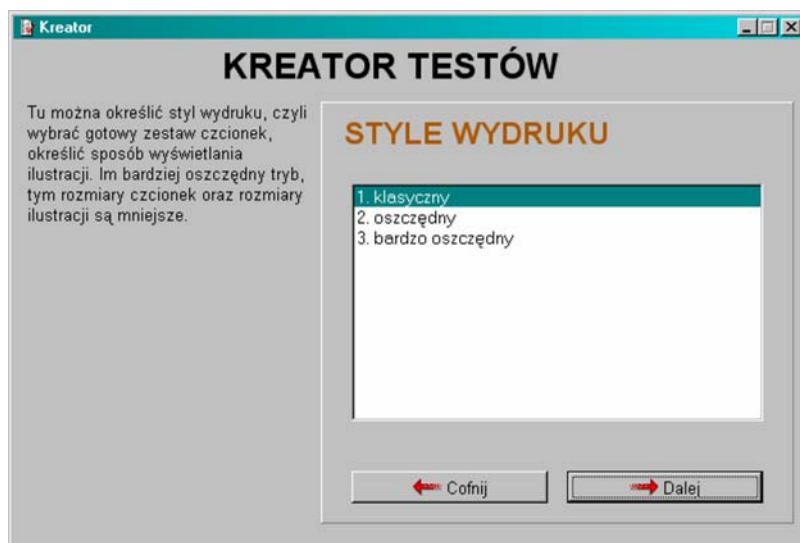 Kreator
KREATOR TESTÓW
Tu można określić styl wydruku, czyli
wybrać gotowy zestaw czcionek,
określić sposób wyświetlania
ilustracji. Im bardziej oszczędny tryb,
tym rozmiary czcionek oraz rozmiary
ilustracji są mniejsze.
STYLE WYDRUKU
1. klasyczny
2. oszczędny
3. bardzo oszczędny
Cofnij
Dalej